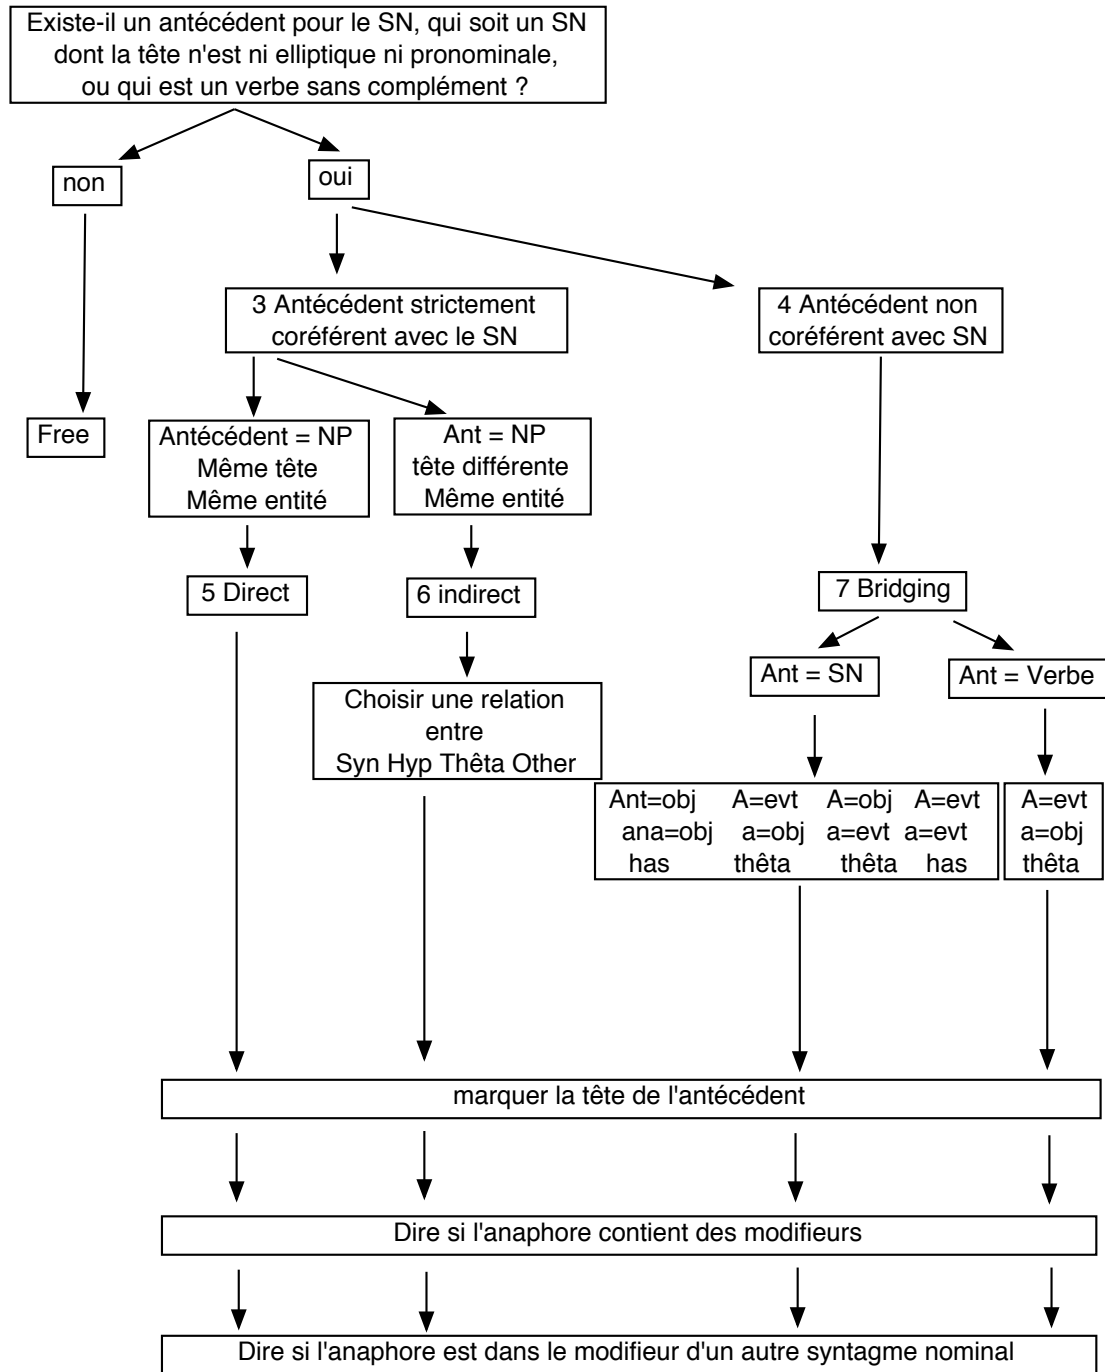 Existe-il un antécédent pour le SN, qui soit un SN
dont la tête n'est ni elliptique ni pronominale,
ou qui est un verbe sans complément ?
non
oui
3 Antécédent strictement
coréférent avec le SN
4 Antécédent non
coréférent avec SN
Free
Antécédent = NP
Même tête
Même entité
Ant = NP
tête différente
Même entité
5 Direct
6 indirect
7 Bridging
Ant = SN
Ant = Verbe
Choisir une relation
entre
Syn Hyp Thêta Other
Ant=obj A=evt A=obj A=evt
ana=obj a=obj a=evt a=evt
has thêta thêta has
A=evt
a=obj
thêta
marquer la tête de l'antécédent
Dire si l'anaphore contient des modifieurs
Dire si l'anaphore est dans le modifieur d'un autre syntagme nominal